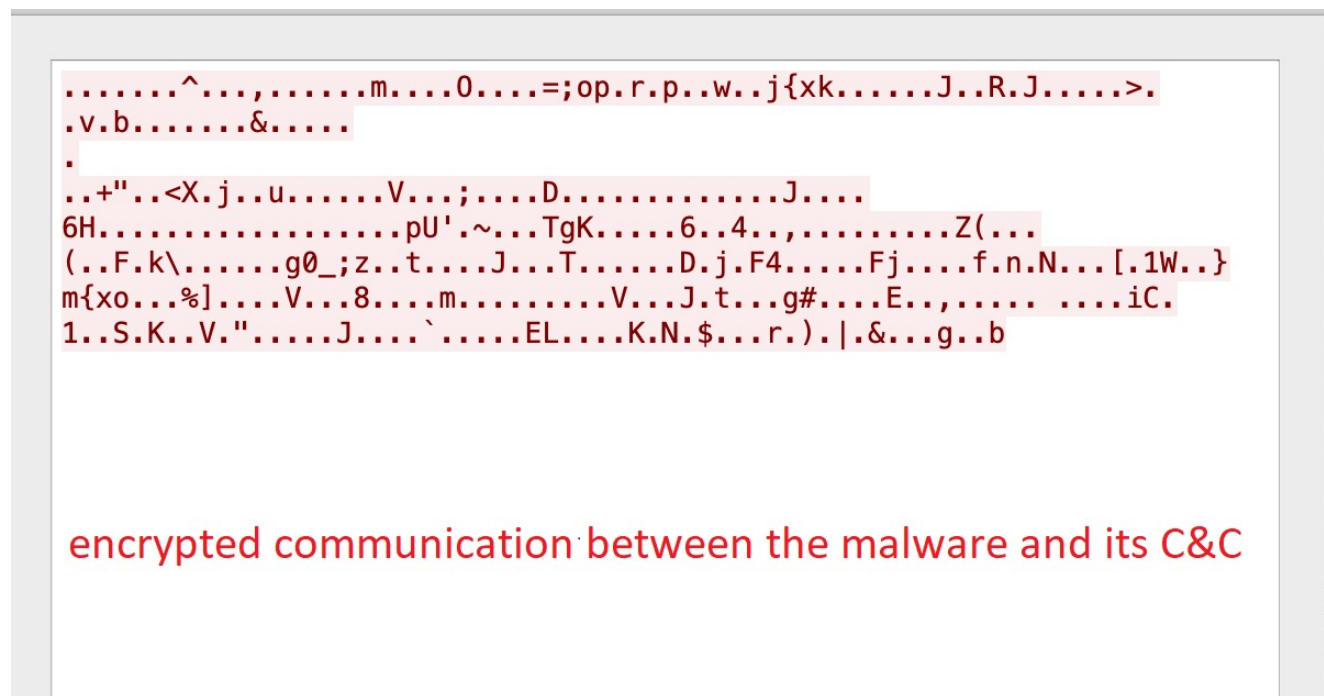 .......^...,......m....O....=;op.r.p..w..j{xk......J..R.J.....>.
.v.b.......&.....
.
..+"..<X.j..u......V...;....D.............J....
6H..................pU'.~...TgK.....6..4..,.........Z(...
(..F.k\......g0_;z..t....J...T......D.j.F4.....Fj....f.n.N...[.1W..}
m{xo...%]....V...8....m.........V...J.t...g#....E..,..... ....iC.
1..S.K..V.".....J....`.....EL....K.N.$...r.).|.&...g..b
encrypted communication between the malware and its C&C